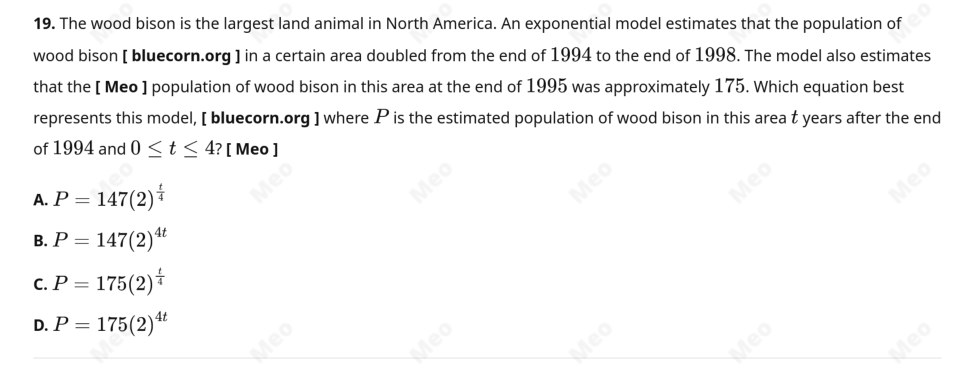 19. The wood bison is the largest land animal in North America. An exponential model estimates that the population of
wood bison [ bluecorn.org ] in a certain area doubled from the end of 1994 to the end of 1998. The model also estimates
that the [ Meo ] population of wood bison in this area at the end of 1995 was approximately 175. Which equation best
represents this model, [ bluecorn.org ] where P is the estimated population of wood bison in this area t years after the end
of 1994 and 0 ≤ t ≤ 4? [ Meo ]
A. P = 147(2)^{t/4}
B. P = 147(2)^{4t}
C. P = 175(2)^{t/4}
D. P = 175(2)^{4t}